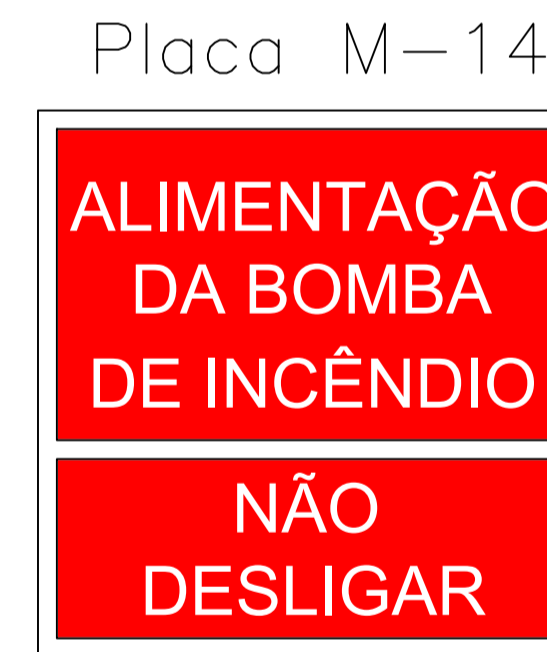 Placa M-14
ALIMENTAÇÃO
DA BOMBA
DE INCÊNDIO
NÃO
DESLIGAR